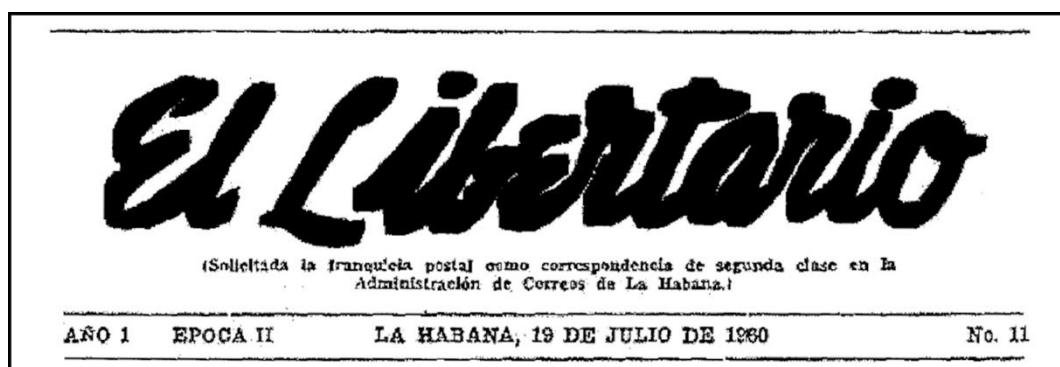 El Libertario
(Solicitada la franquicia postal como correspondencia de segunda clase en la
Administración de Correos de La Habana.)
AÑO 1 EPOCA II LA HABANA, 19 DE JULIO DE 1960 No. 11